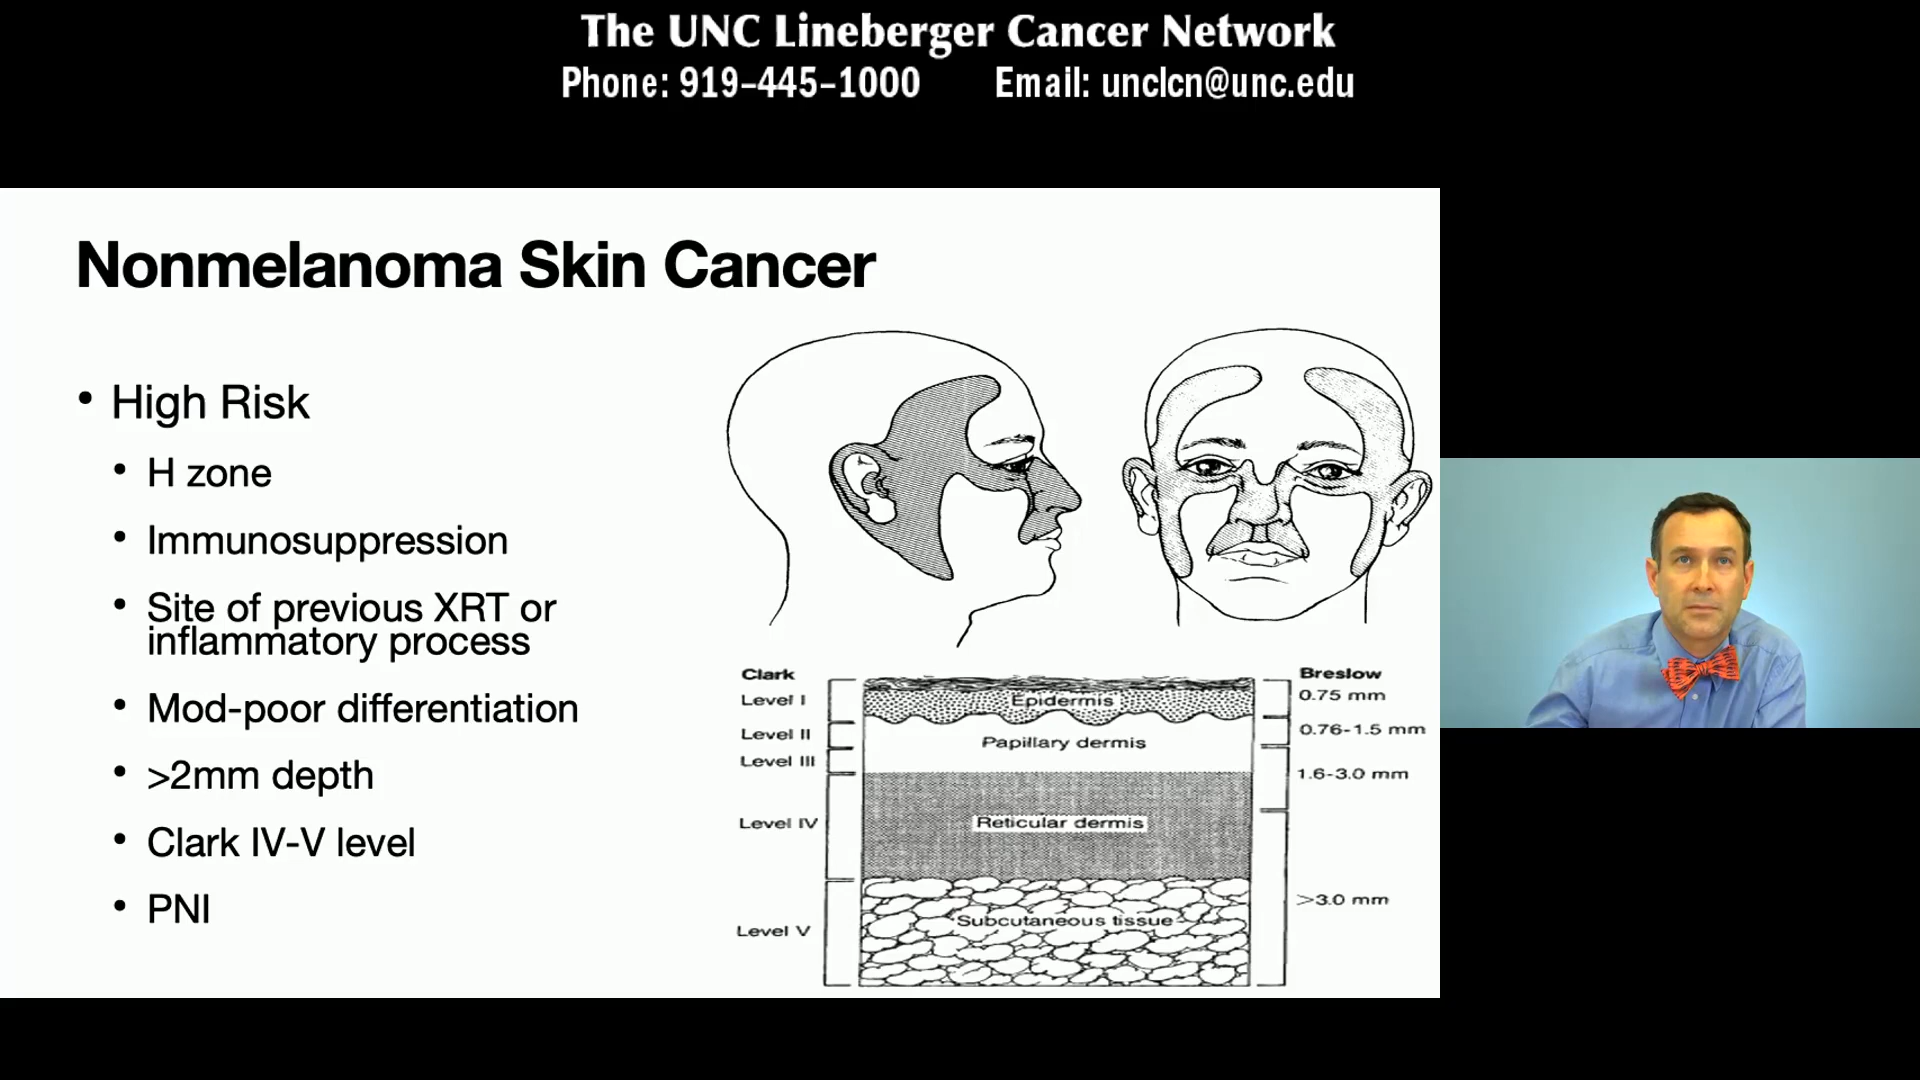 The UNC Lineberger Cancer Network
Phone: 919-445-1000 Email: unclcn@unc.edu
Nonmelanoma Skin Cancer
• High Risk
• H zone
• Immunosuppression
• Site of previous XRT or
inflammatory process
• Mod-poor differentiation
• >2mm depth
• Clark IV-V level
• PNI
Clark
Level I
Level II
Level III
Level IV
Level V
Epidermis
Papillary dermis
Reticular dermis
Subcutaneous tissue
Breslow
0.75 mm
0.76-1.5 mm
1.6-3.0 mm
>3.0 mm